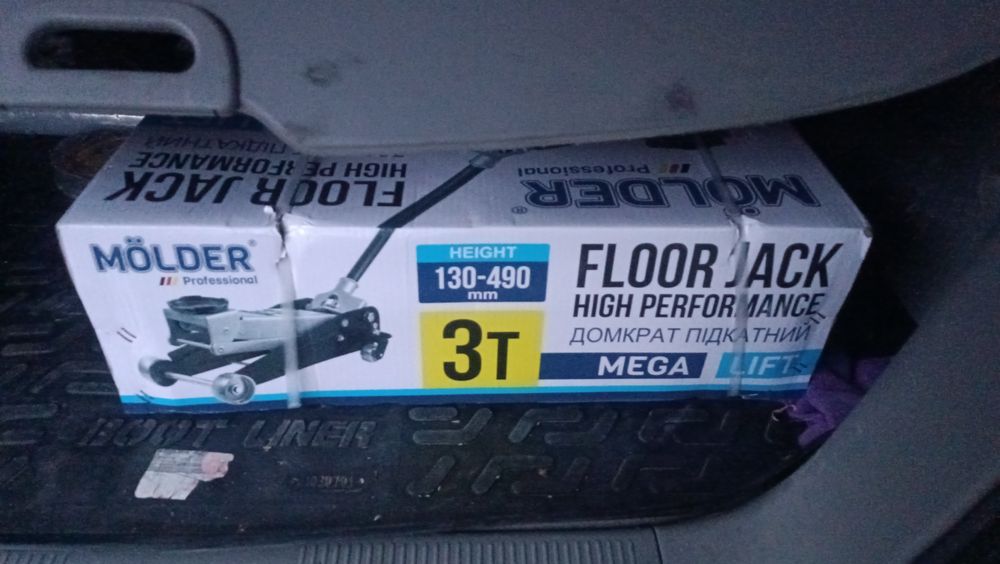 ПІДКАТНИЙ
HIGH PERFORMANCE
FLOOR JACK
MÖLDER®
Professional
MÖLDER®
Professional
HEIGHT
130-490
mm
3T
FLOOR JACK
HIGH PERFORMANCE
ДОМКРАТ ПІДКАТНИЙ
MEGA LIFT
BOOT LINER